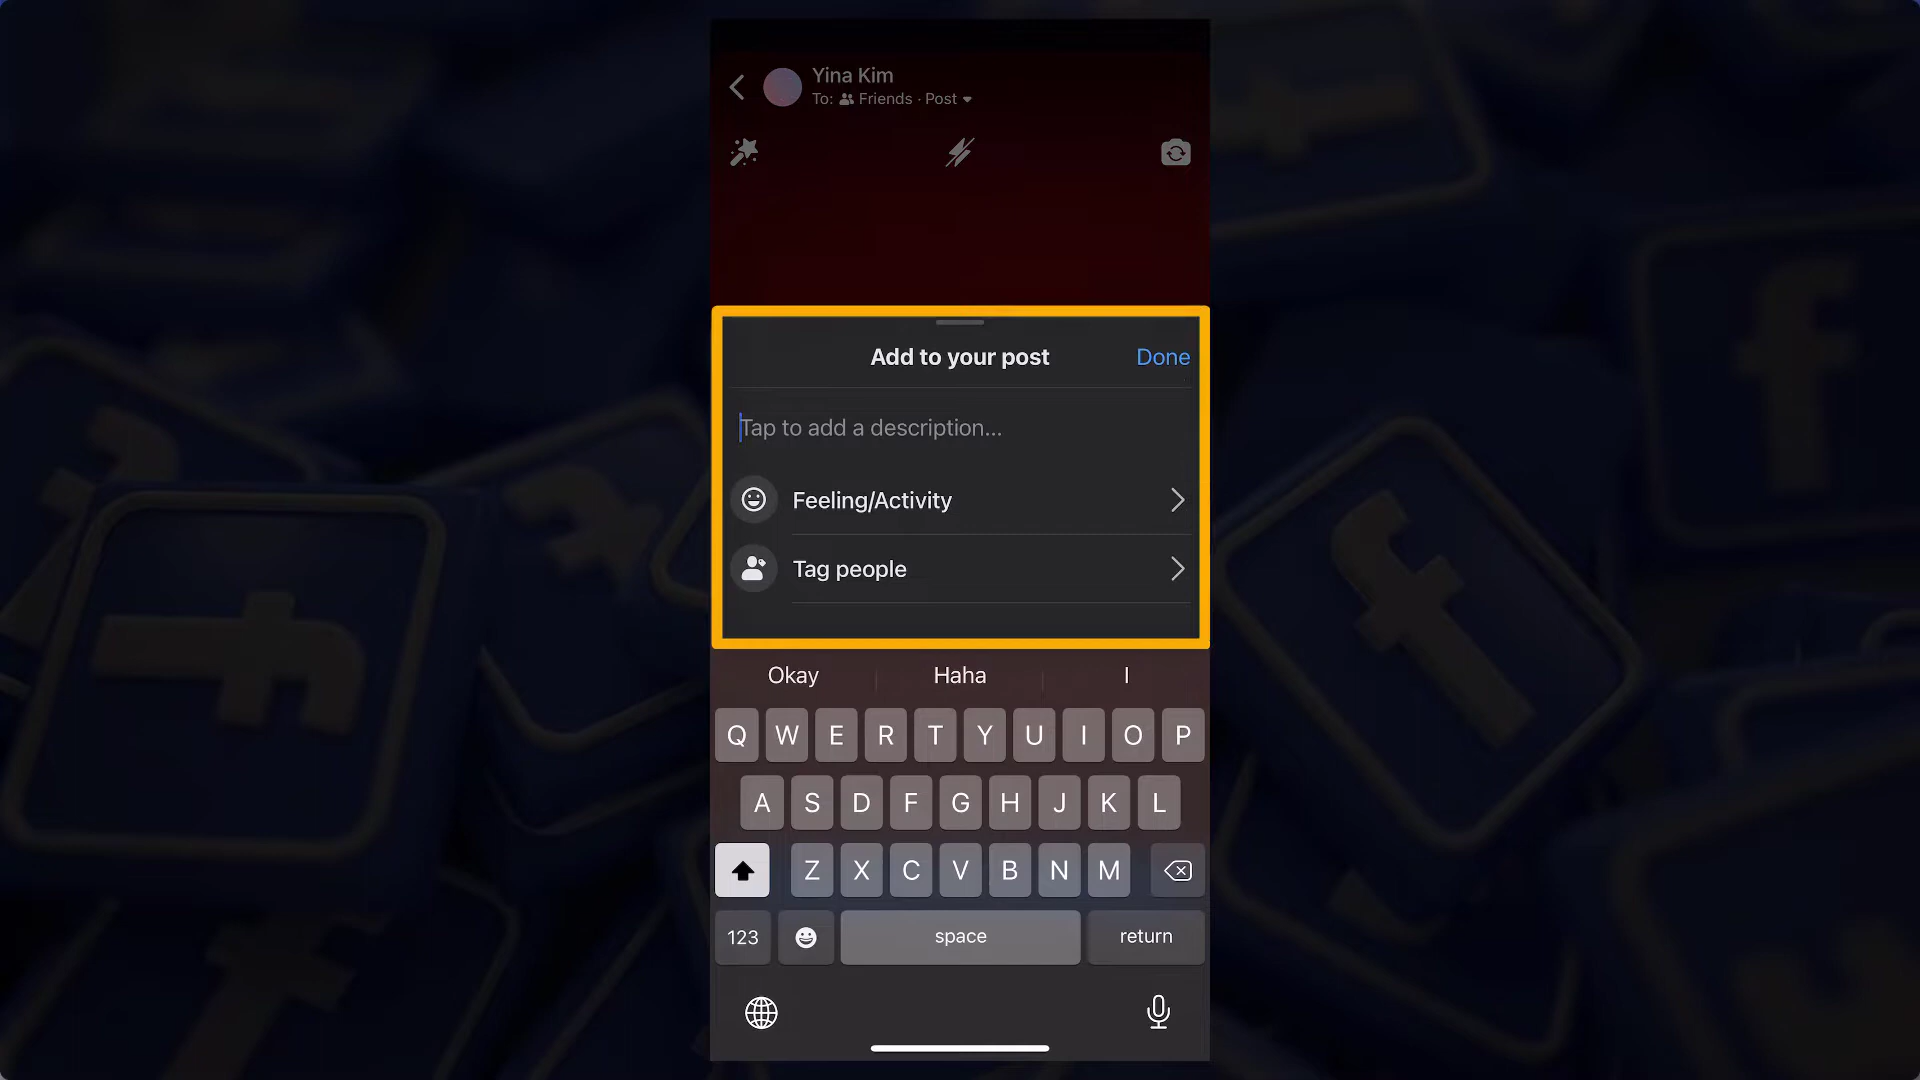 Yina Kim
To: Friends · Post
Add to your post
Done
Tap to add a description...
Feeling/Activity
Tag people
Okay
Haha
I
Q W E R T Y U I O P
A S D F G H J K L
Z X C V B N M
123
space
return